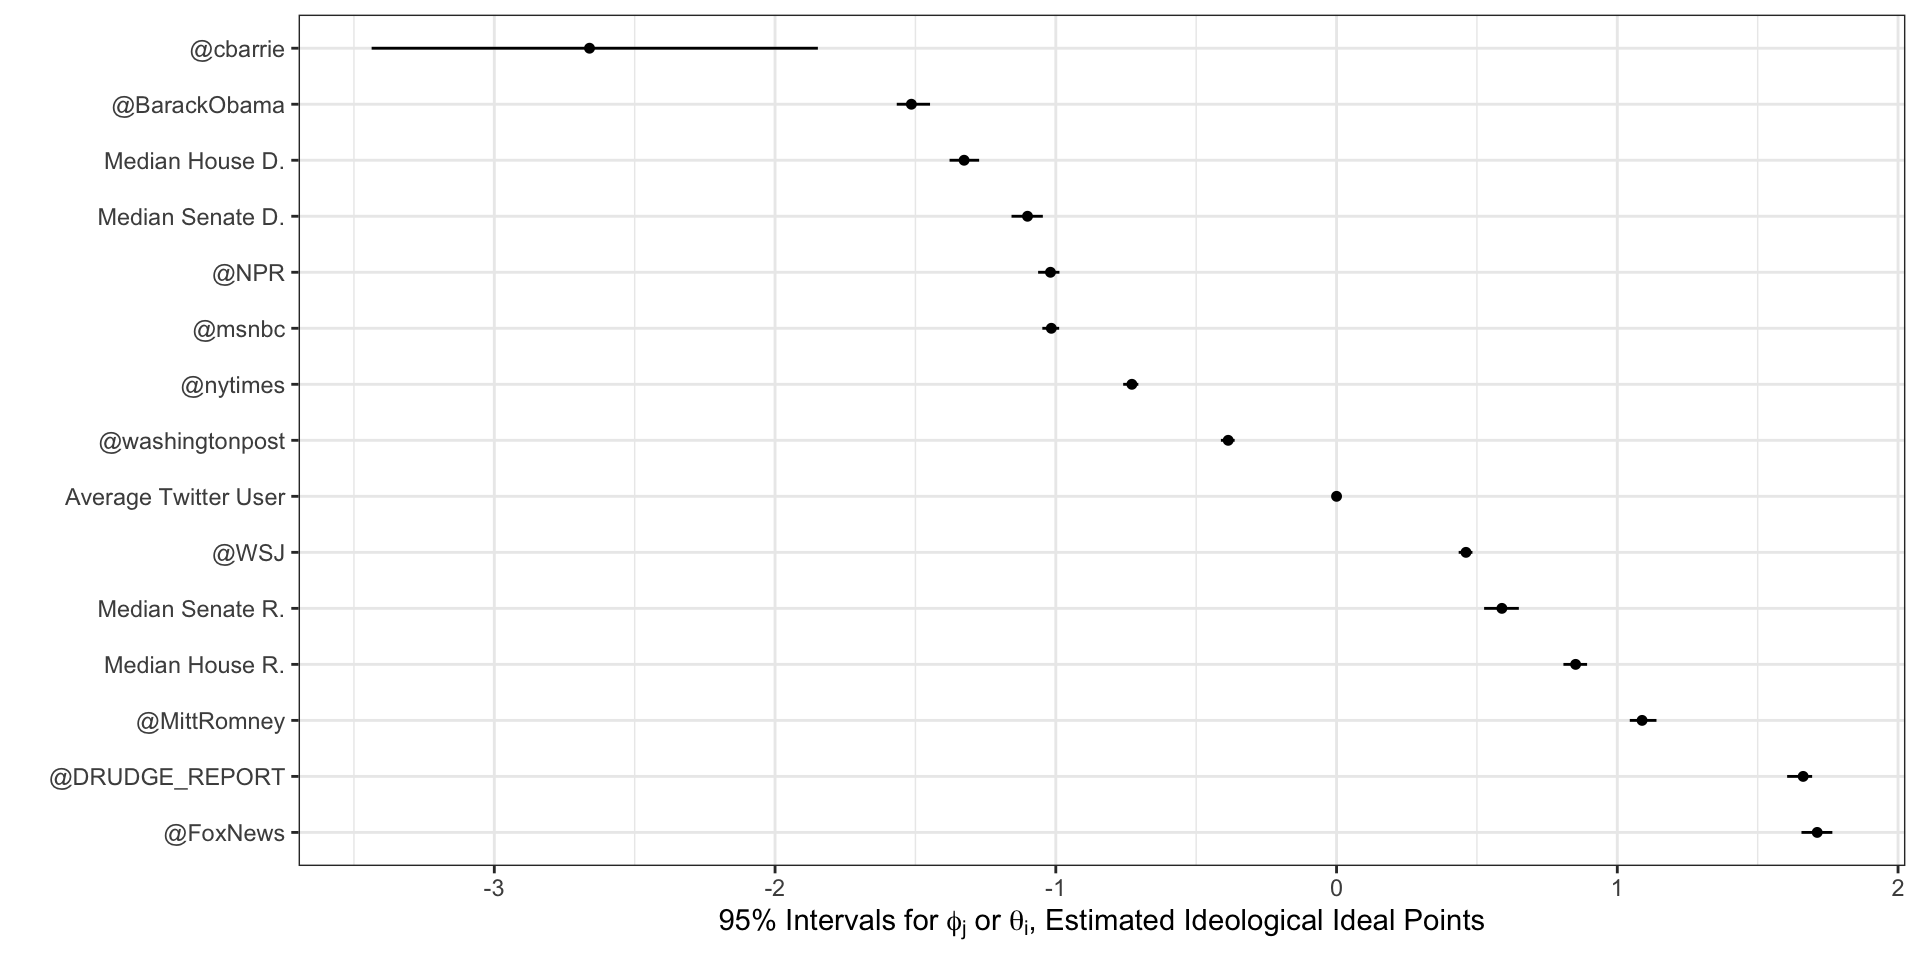 @cbarrie
@BarackObama
Median House D.
Median Senate D.
@NPR
@msnbc
@nytimes
@washingtonpost
Average Twitter User
@WSJ
Median Senate R.
Median House R.
@MittRomney
@DRUDGE_REPORT
@FoxNews
-3 -2 -1 0 1 2
95% Intervals for ϕj or θi, Estimated Ideological Ideal Points